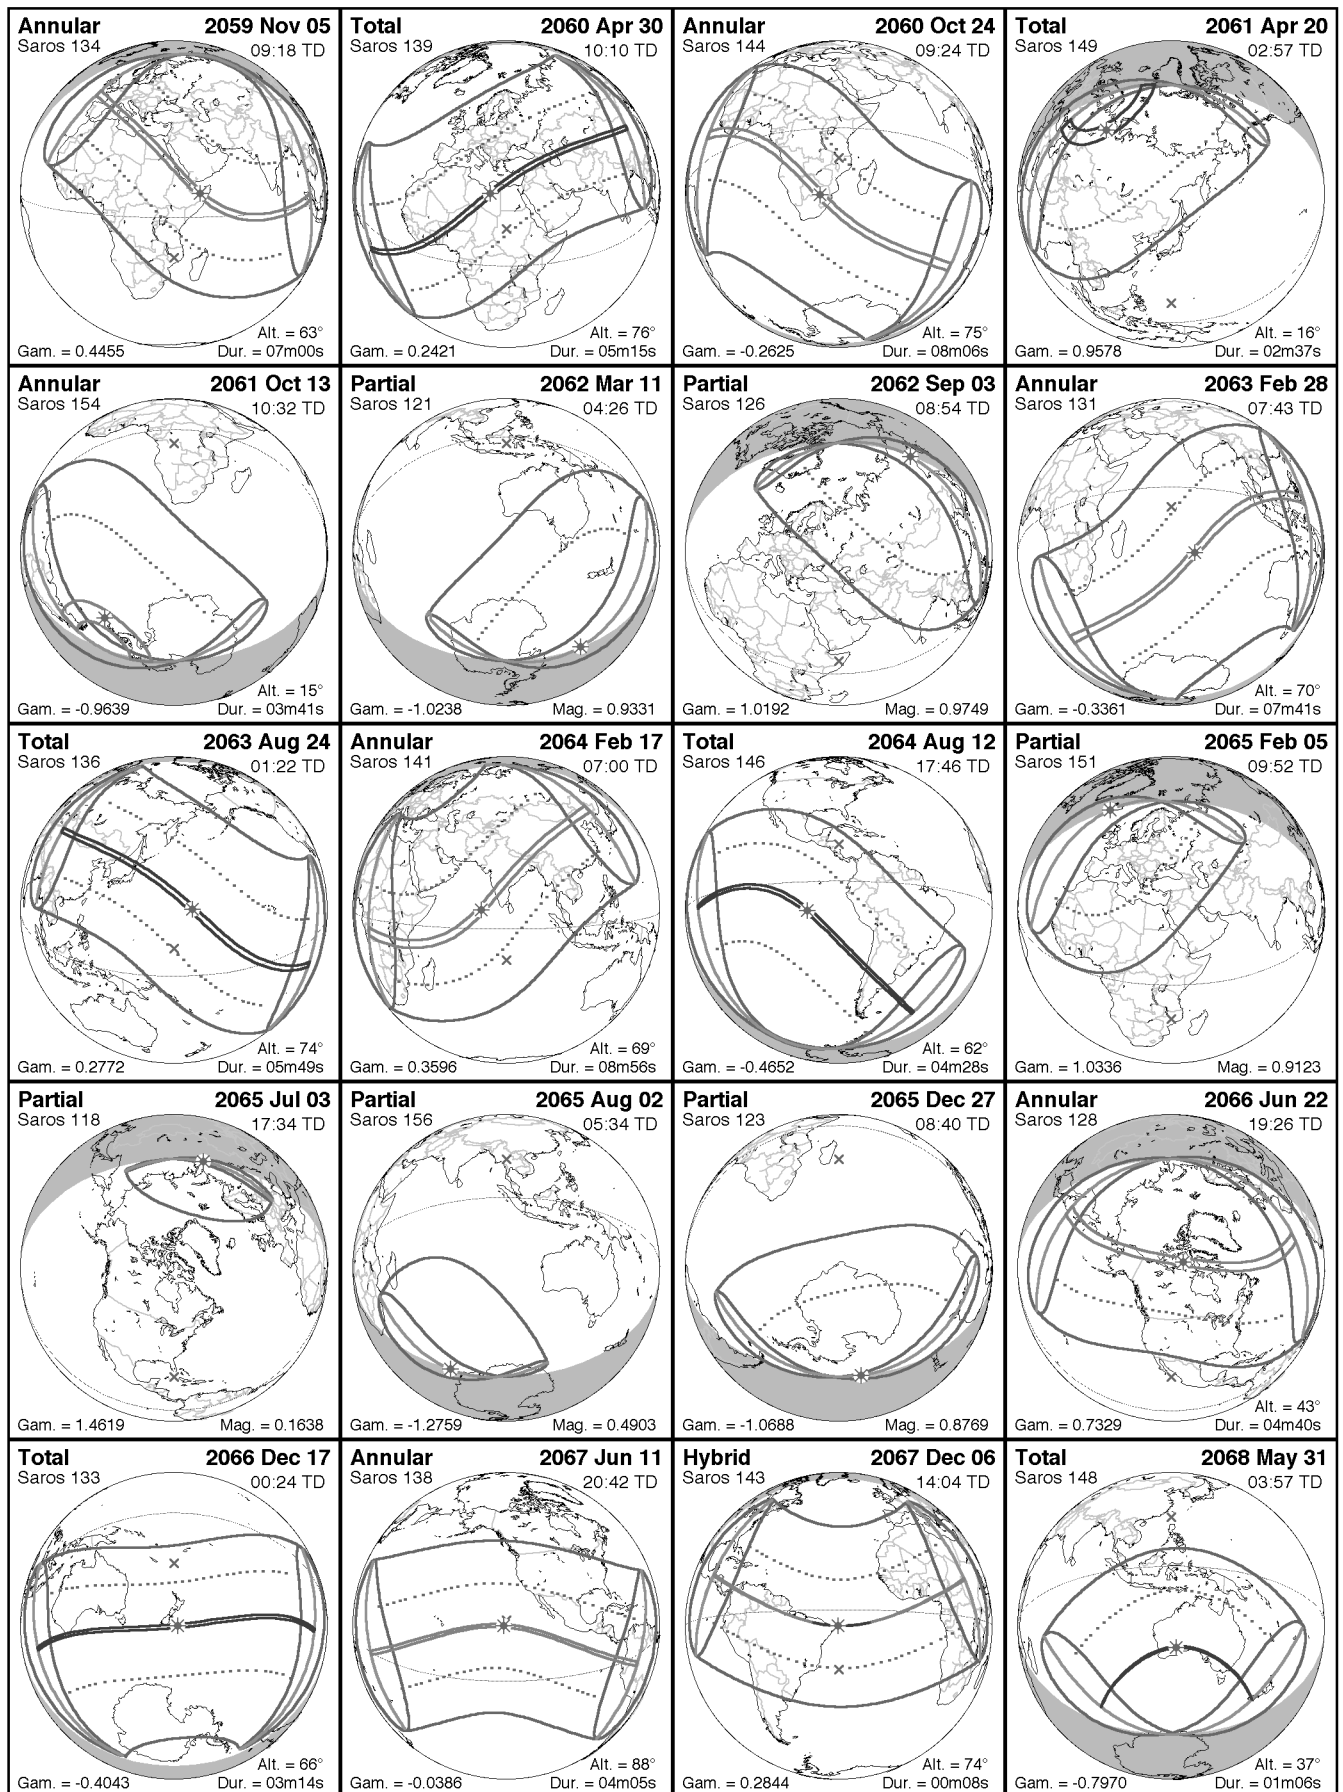 Annular 2059 Nov 05
Saros 134 09:18 TD
Alt. = 63°
Gam. = 0.4455 Dur. = 07m00s
Total 2060 Apr 30
Saros 139 10:10 TD
Alt. = 76°
Gam. = 0.2421 Dur. = 05m15s
Annular 2060 Oct 24
Saros 144 09:24 TD
Alt. = 75°
Gam. = -0.2625 Dur. = 08m06s
Total 2061 Apr 20
Saros 149 02:57 TD
Alt. = 16°
Gam. = 0.9578 Dur. = 02m37s
Annular 2061 Oct 13
Saros 154 10:32 TD
Alt. = 15°
Gam. = -0.9639 Dur. = 03m41s
Partial 2062 Mar 11
Saros 121 04:26 TD
Gam. = -1.0238 Mag. = 0.9331
Partial 2062 Sep 03
Saros 126 08:54 TD
Gam. = 1.0192 Mag. = 0.9749
Annular 2063 Feb 28
Saros 131 07:43 TD
Alt. = 70°
Gam. = -0.3361 Dur. = 07m41s
Total 2063 Aug 24
Saros 136 01:22 TD
Alt. = 74°
Gam. = 0.2772 Dur. = 05m49s
Annular 2064 Feb 17
Saros 141 07:00 TD
Alt. = 69°
Gam. = 0.3596 Dur. = 08m56s
Total 2064 Aug 12
Saros 146 17:46 TD
Alt. = 62°
Gam. = -0.4652 Dur. = 04m28s
Partial 2065 Feb 05
Saros 151 09:52 TD
Gam. = 1.0336 Mag. = 0.9123
Partial 2065 Jul 03
Saros 118 17:34 TD
Gam. = 1.4619 Mag. = 0.1638
Partial 2065 Aug 02
Saros 156 05:34 TD
Gam. = -1.2759 Mag. = 0.4903
Partial 2065 Dec 27
Saros 123 08:40 TD
Gam. = -1.0688 Mag. = 0.8769
Annular 2066 Jun 22
Saros 128 19:26 TD
Alt. = 43°
Gam. = 0.7329 Dur. = 04m40s
Total 2066 Dec 17
Saros 133 00:24 TD
Alt. = 66°
Gam. = -0.4043 Dur. = 03m14s
Annular 2067 Jun 11
Saros 138 20:42 TD
Alt. = 88°
Gam. = -0.0386 Dur. = 04m05s
Hybrid 2067 Dec 06
Saros 143 14:04 TD
Alt. = 74°
Gam. = 0.2844 Dur. = 00m08s
Total 2068 May 31
Saros 148 03:57 TD
Alt. = 37°
Gam. = -0.7970 Dur. = 01m06s